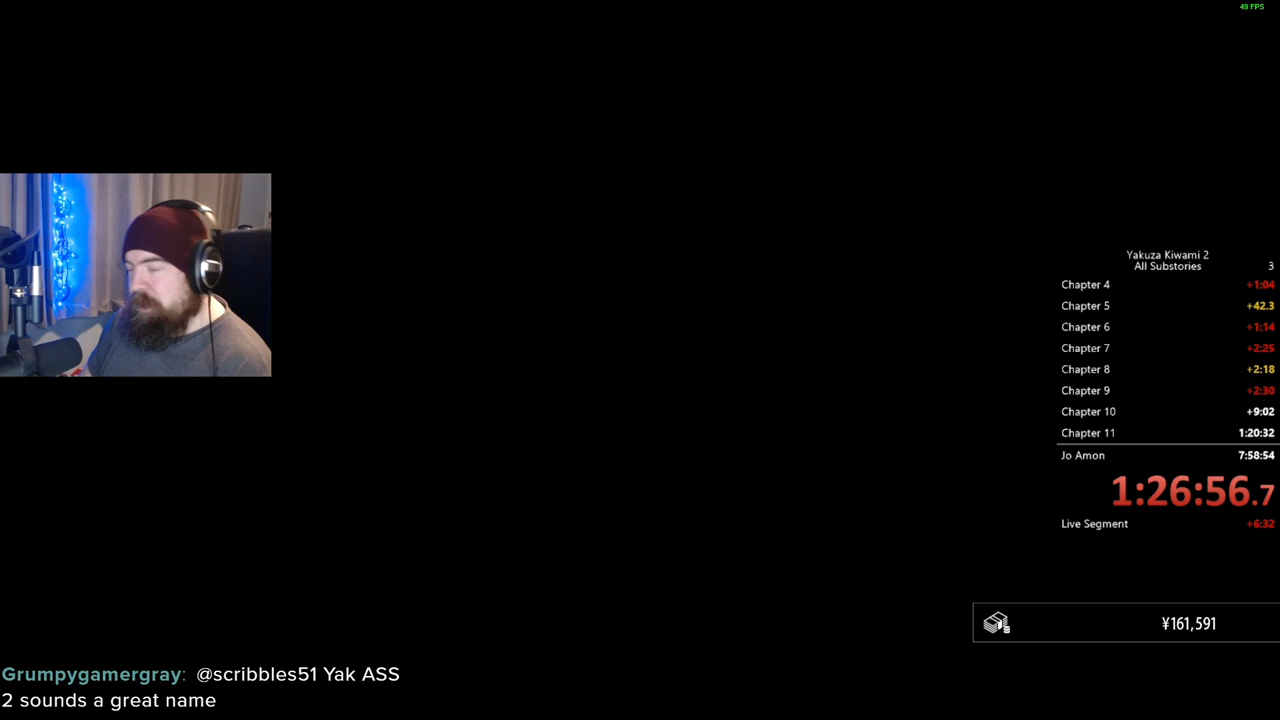 49 FPS
Yakuza Kiwami 2
All Substories 3
Chapter 4 +1:04
Chapter 5 +42.3
Chapter 6 +1:14
Chapter 7 +2:25
Chapter 8 +2:18
Chapter 9 +2:30
Chapter 10 +9:02
Chapter 11 1:20:32
Jo Amon 7:58:54
1:26:56.7
Live Segment +6:32
¥161,591
Grumpygamergray: @scribbles51 Yak ASS
2 sounds a great name